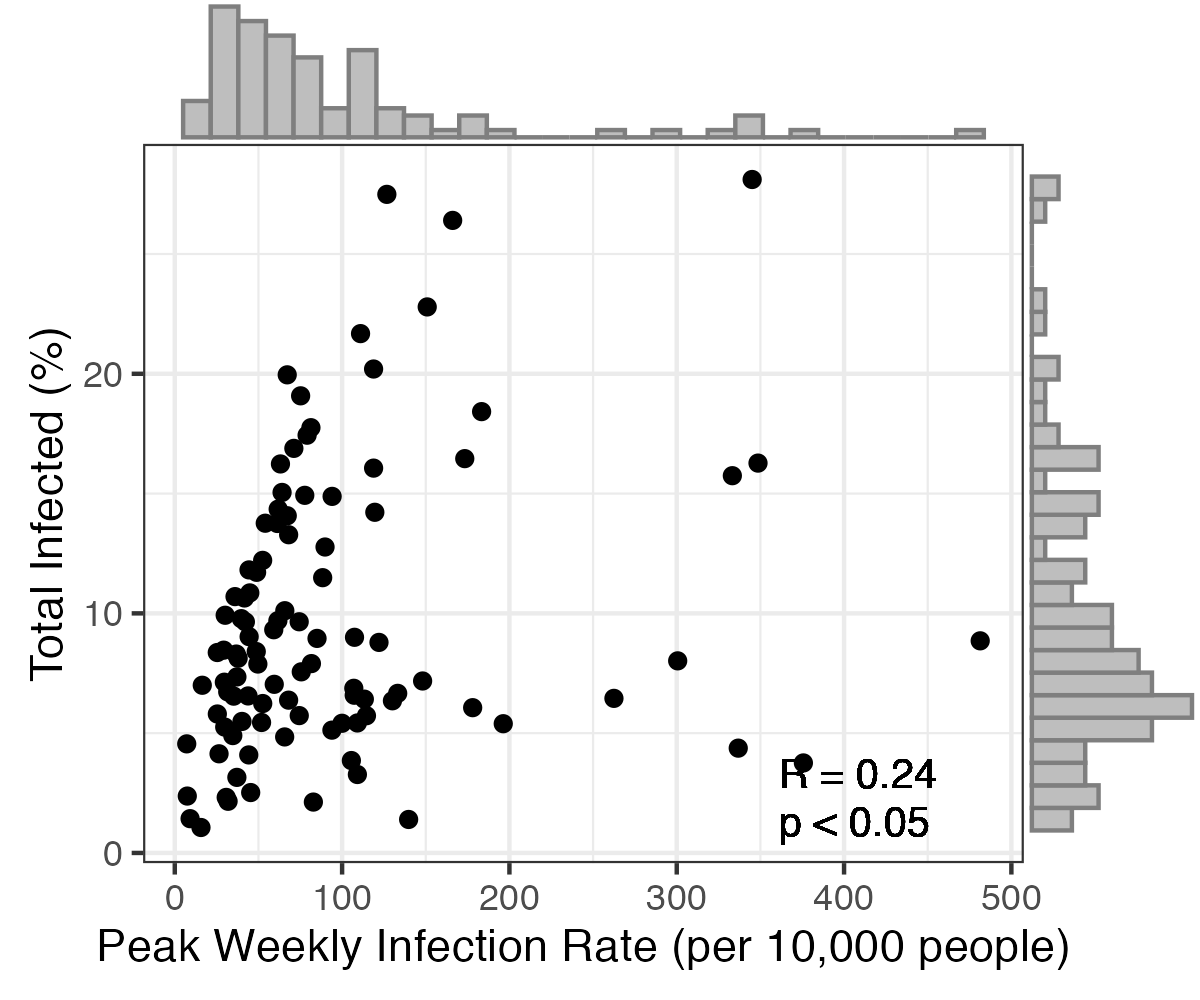 Total Infected (%)
20
10
0
R = 0.24
p < 0.05
0 100 200 300 400 500
Peak Weekly Infection Rate (per 10,000 people)